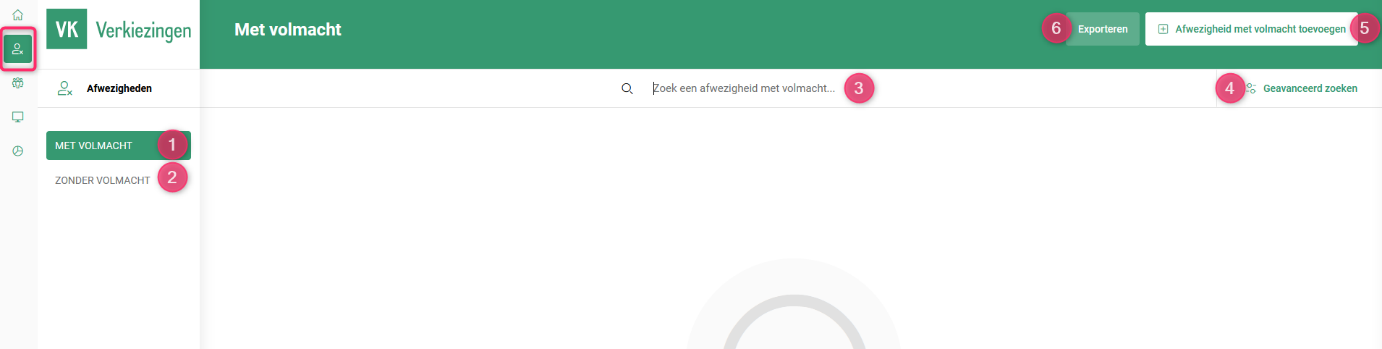 VK Verkiezingen
Met volmacht
6 Exporteren
Afwezigheid met volmacht toevoegen 5
Afwezigheden
Zoek een afwezigheid met volmacht... 3
4 Geavanceerd zoeken
MET VOLMACHT 1
ZONDER VOLMACHT 2